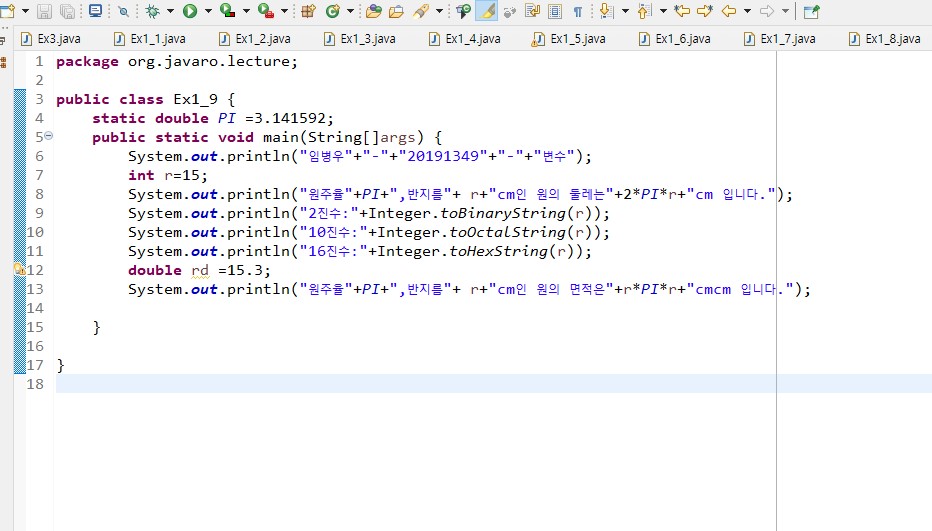 Ex3.java Ex1_1.java Ex1_2.java Ex1_3.java Ex1_4.java Ex1_5.java Ex1_6.java Ex1_7.java Ex1_8.java
1 package org.javaro.lecture;
2
3 public class Ex1_9 {
4 static double PI =3.141592;
5 public static void main(String[]args) {
6 System.out.println("임병우"+"-"+"20191349"+"-"+"변수");
7 int r=15;
8 System.out.println("원주율"+PI+",반지름"+ r+"cm인 원의 둘레는"+2*PI*r+"cm 입니다.");
9 System.out.println("2진수:"+Integer.toBinaryString(r));
10 System.out.println("10진수:"+Integer.toOctalString(r));
11 System.out.println("16진수:"+Integer.toHexString(r));
12 double rd =15.3;
13 System.out.println("원주율"+PI+",반지름"+ r+"cm인 원의 면적은"+r*PI*r+"cmcm 입니다.");
14
15 }
16
17 }
18